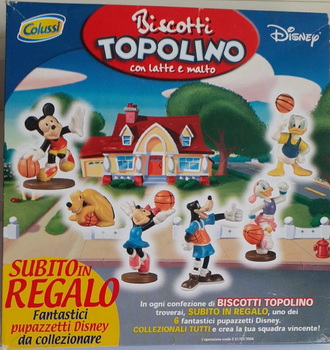 Colussi
Biscotti
TOPOLINO
con latte e malto
Disney
SUBITO IN
REGALO
Fantastici
pupazzetti Disney
da collezionare
In ogni confezione di BISCOTTI TOPOLINO
troverai, SUBITO IN REGALO, uno dei
6 fantastici pupazzetti Disney.
COLLEZIONALI TUTTI e crea la tua squadra vincente!